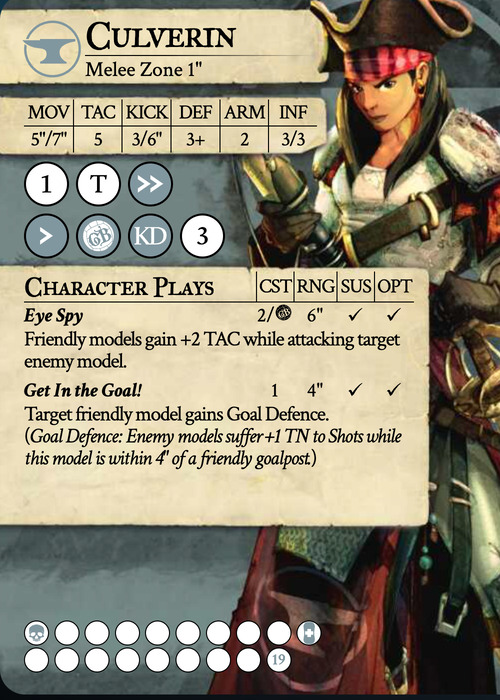 CULVERIN
Melee Zone 1"
MOV TAC KICK DEF ARM INF
5"/7" 5 3/6" 3+ 2 3/3
1 T >>
> GB KD 3
CHARACTER PLAYS CST RNG SUS OPT
Eye Spy 2/GB 6" ✓ ✓
Friendly models gain +2 TAC while attacking target
enemy model.
Get In the Goal! 1 4" ✓ ✓
Target friendly model gains Goal Defence.
(Goal Defence: Enemy models suffer +1 TN to Shots while
this model is within 4" of a friendly goalpost.)
19